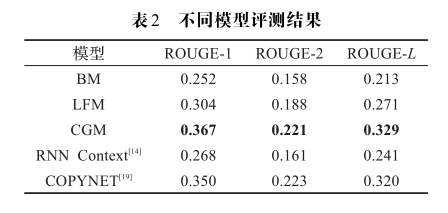 表2 不同模型评测结果
模型 ROUGE-1 ROUGE-2 ROUGE-L
BM 0.252 0.158 0.213
LFM 0.304 0.188 0.271
CGM 0.367 0.221 0.329
RNN Context[14] 0.268 0.161 0.241
COPYNET[19] 0.350 0.223 0.320